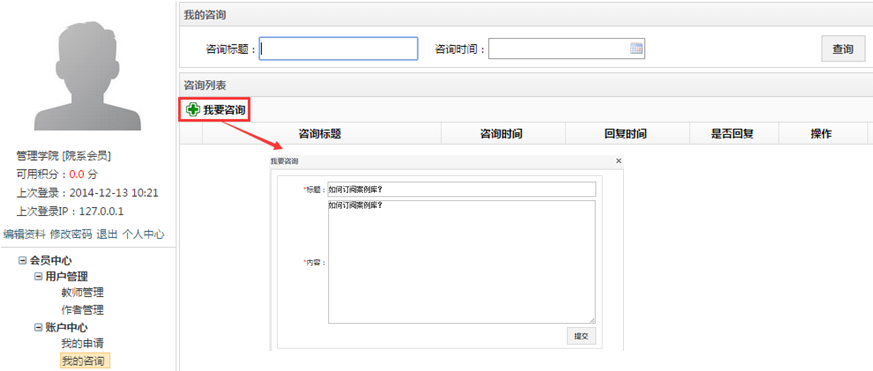 管理学院 [院系会员]
可用积分：0.0 分
上次登录：2014-12-13 10:21
上次登录IP：127.0.0.1
编辑资料 修改密码 退出 个人中心
会员中心
用户管理
教师管理
作者管理
账户中心
我的申请
我的咨询
我的咨询
咨询标题： 咨询时间： 查询
咨询列表
我要咨询
咨询标题 咨询时间 回复时间 是否回复 操作
我要咨询 ×
*标题：如何订阅案例库？
*内容：如何订阅案例库？
提交